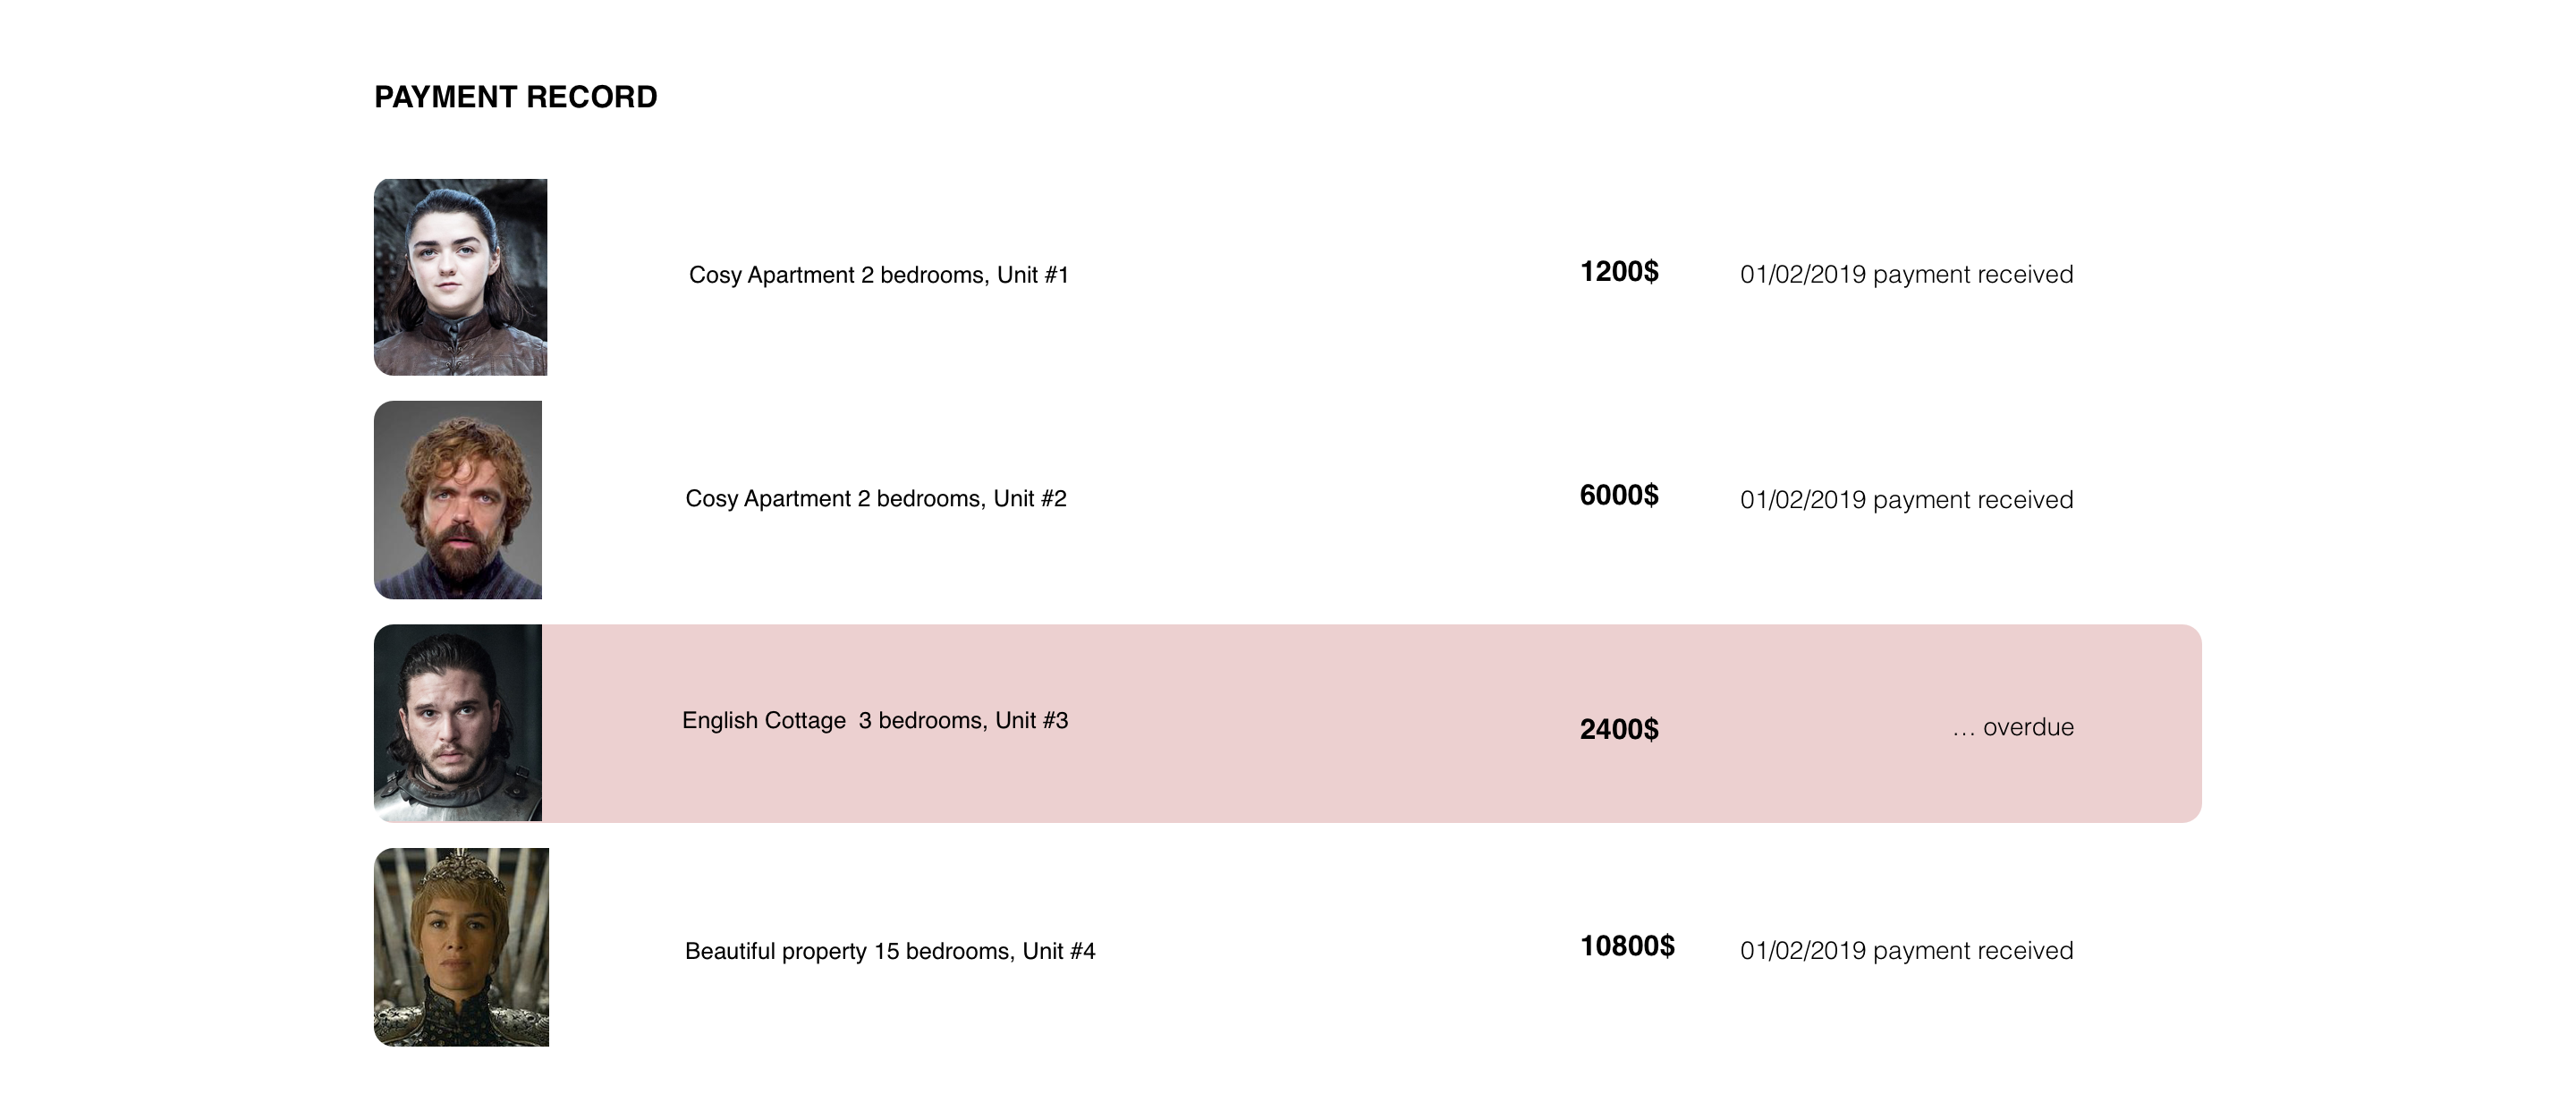 PAYMENT RECORD
Cosy Apartment 2 bedrooms, Unit #1 1200$ 01/02/2019 payment received
Cosy Apartment 2 bedrooms, Unit #2 6000$ 01/02/2019 payment received
English Cottage  3 bedrooms, Unit #3 2400$ … overdue
Beautiful property 15 bedrooms, Unit #4 10800$ 01/02/2019 payment received